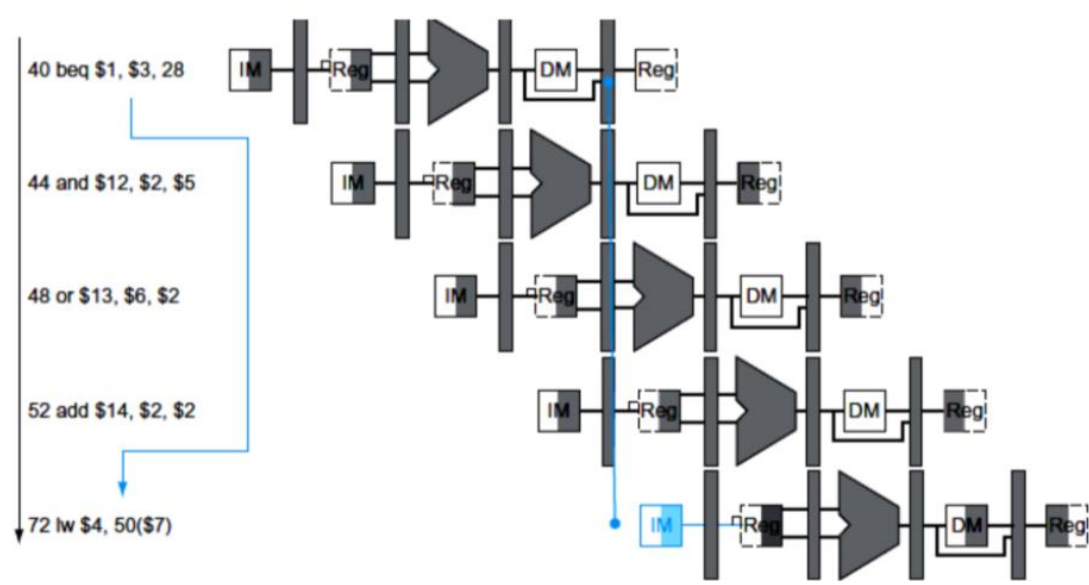 40 beq $1, $3, 28 IM Reg DM Reg
44 and $12, $2, $5 IM Reg DM Reg
48 or $13, $6, $2 IM Reg DM Reg
52 add $14, $2, $2 IM Reg DM Reg
72 lw $4, 50($7) IM Reg DM Reg